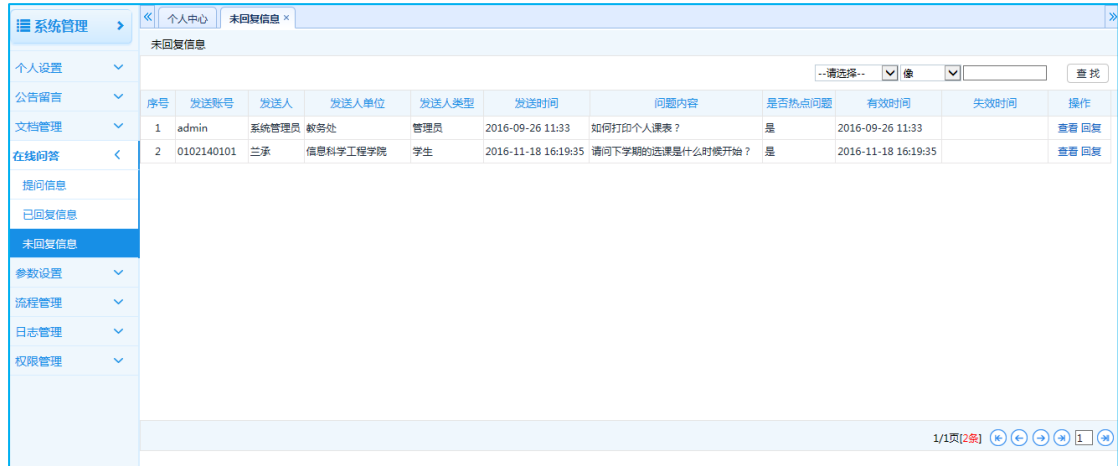 系统管理
个人中心 未回复信息 ×
未回复信息
个人设置
公告留言
文档管理
在线问答
提问信息
已回复信息
未回复信息
参数设置
流程管理
日志管理
权限管理
--请选择-- 像 查 找
序号 发送账号 发送人 发送人单位 发送人类型 发送时间 问题内容 是否热点问题 有效时间 失效时间 操作
1 admin 系统管理员 教务处 管理员 2016-09-26 11:33 如何打印个人课表？ 是 2016-09-26 11:33 查看 回复
2 0102140101 兰承 信息科学工程学院 学生 2016-11-18 16:19:35 请问下学期的选课是什么时候开始？ 是 2016-11-18 16:19:35 查看 回复
1/1页[2条] 1